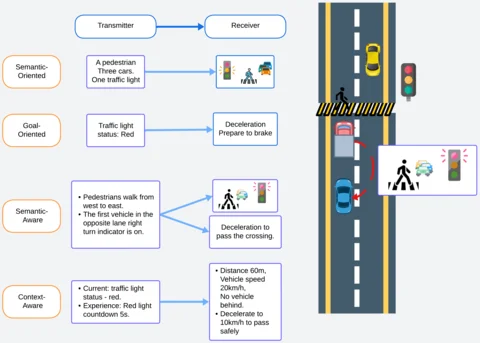 Transmitter
Receiver
Semantic-
Oriented
A pedestrian
Three cars.
One traffic light
Goal-
Oriented
Traffic light
status: Red
Deceleration
Prepare to brake
Semantic-
Aware
• Pedestrians walk from
west to east.
• The first vehicle in the
opposite lane right
turn indicator is on.
Deceleration to
pass the crossing.
Context-
Aware
• Current: traffic light
status - red.
• Experience: Red light
countdown 5s.
• Distance 60m,
Vehicle speed
20km/h,
No vehicle
behind.
• Decelerate to
10km/h to pass
safely